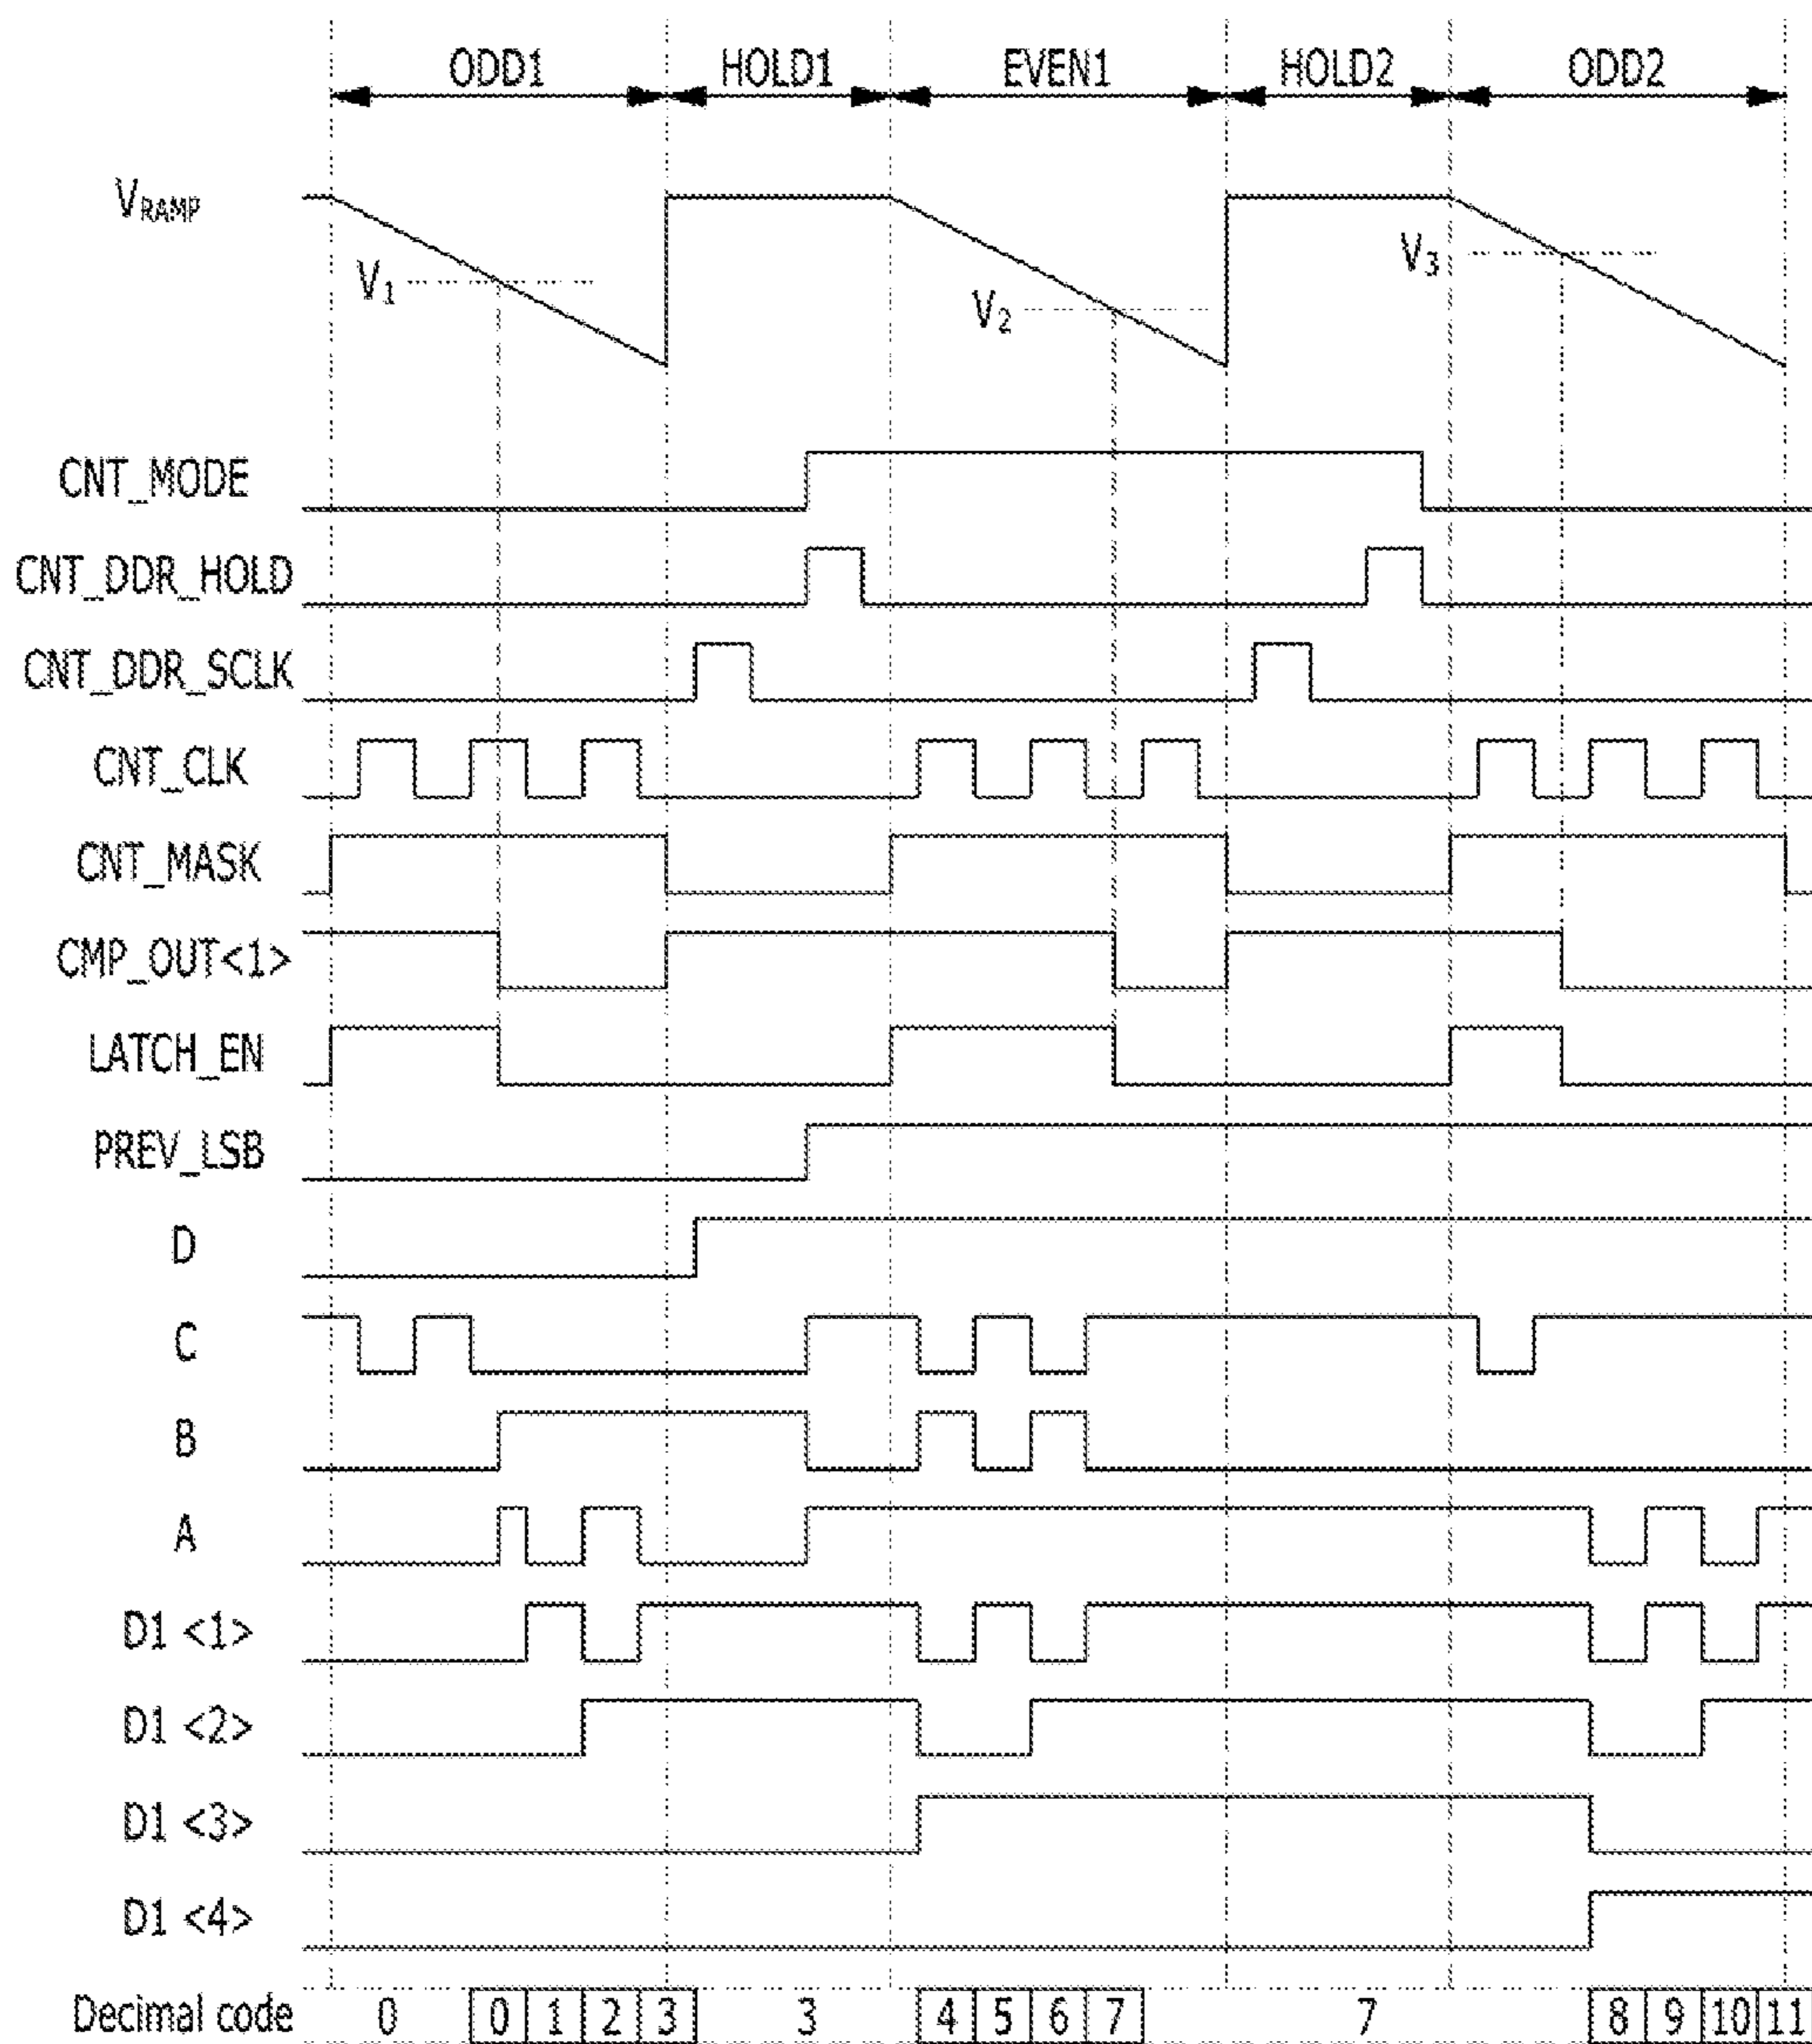 ODD1 HOLD1 EVEN1 HOLD2 ODD2
VRAMP
V1
V2
V3
CNT_MODE
CNT_DDR_HOLD
CNT_DDR_SCLK
CNT_CLK
CNT_MASK
CMP_OUT<1>
LATCH_EN
PREV_LSB
D
C
B
A
D1 <1>
D1 <2>
D1 <3>
D1 <4>
Decimal code 0 0 1 2 3 3 4 5 6 7 7 8 9 10 11